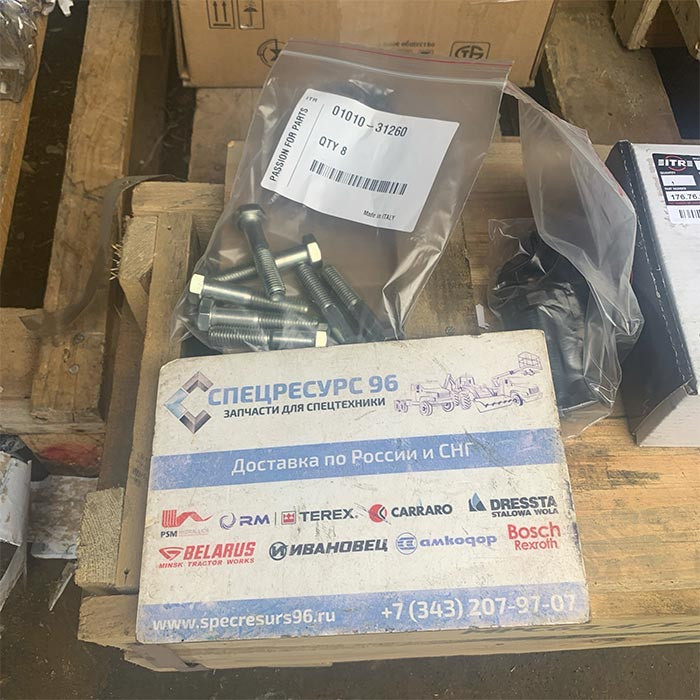 ITR
PASSION FOR PARTS
01010-31260
QTY 8
Made in ITALY
ITR
1
176.76.
СПЕЦРЕСУРС 96
ЗАПЧАСТИ ДЛЯ СПЕЦТЕХНИКИ
Доставка по России и СНГ
PSM
RM
TEREX
CARRARO
DRESSTA
STALOWA WOLA
BELARUS
MINSK TRACTOR WORKS
ИВАНОВЕЦ
амкодор
Bosch
Rexroth
www.specresurs96.ru
+7 (343) 207-97-07